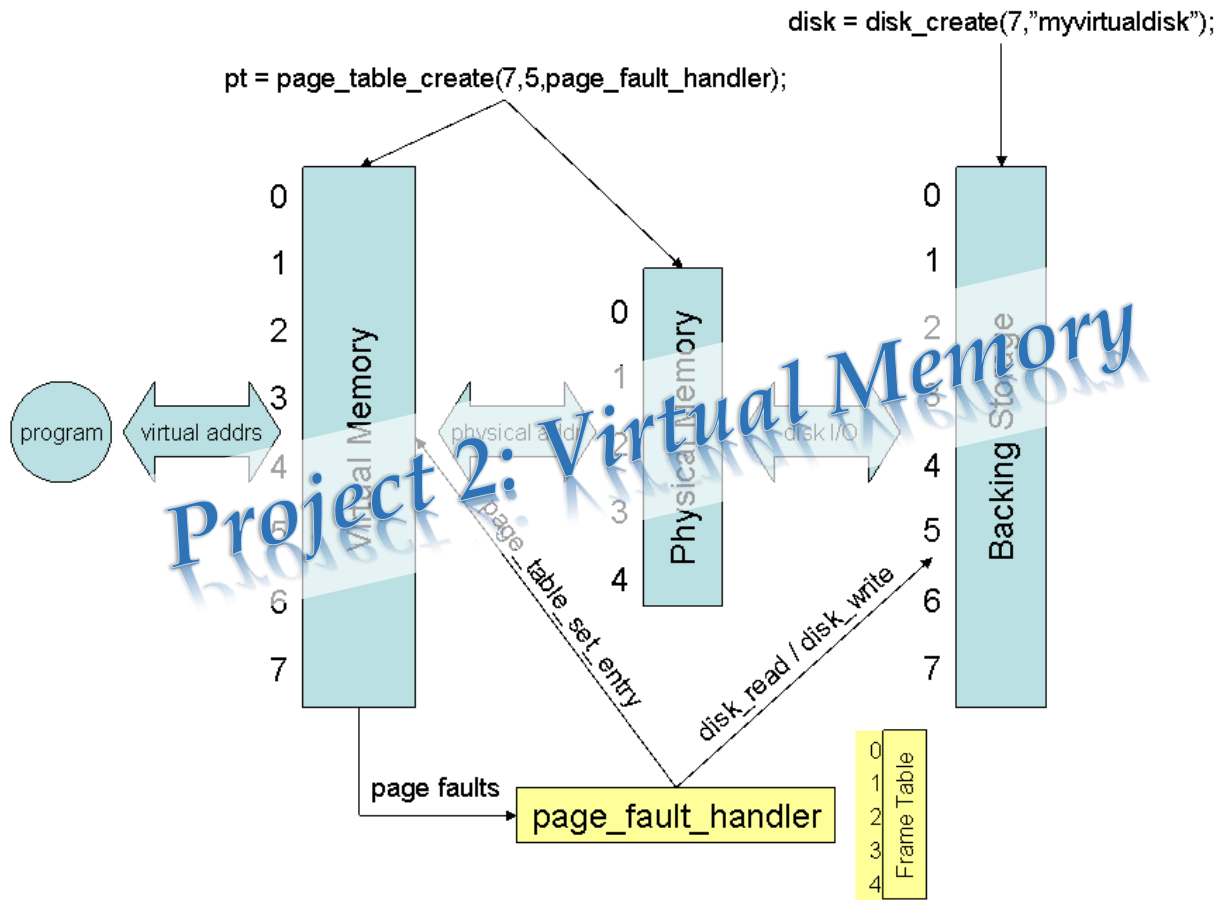 disk = disk_create(7,”myvirtualdisk”);
pt = page_table_create(7,5,page_fault_handler);
0
1
2
3
4
5
6
7
Virtual Memory
0
1
2
3
4
Physical Memory
0
1
2
3
4
5
6
7
Backing Storage
program
virtual addrs
physical addr
disk I/O
Project 2: Virtual Memory
page_table_set_entry
disk_read / disk_write
page faults
page_fault_handler
0
1
2
3
4
Frame Table